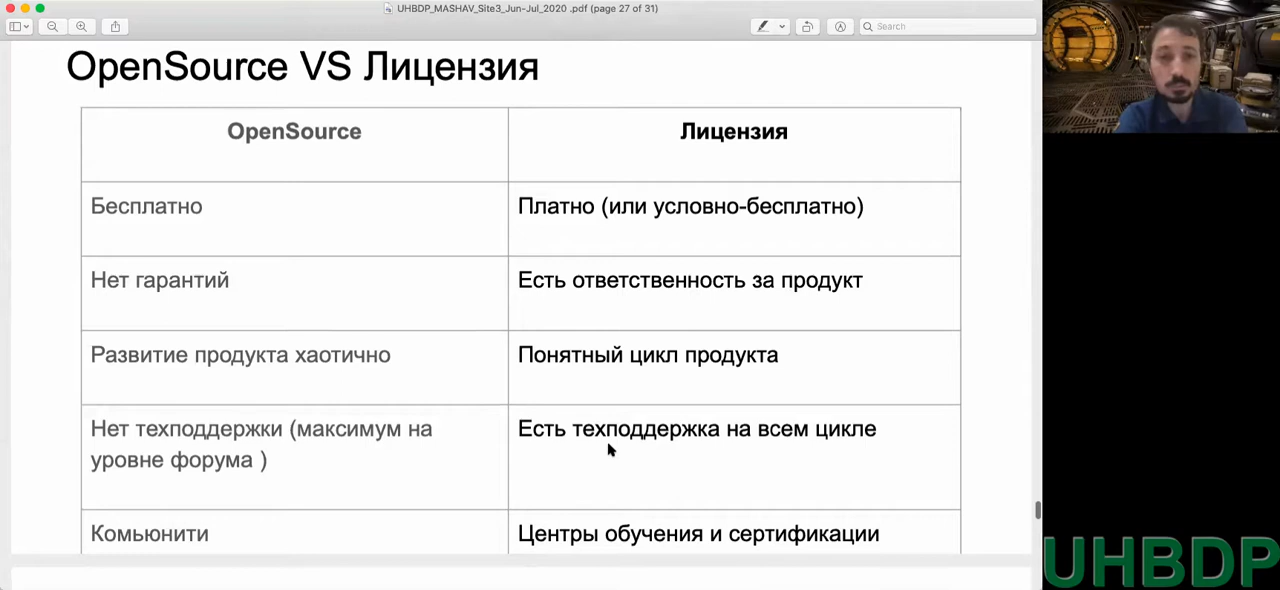 UHBDP_MASHAV_Site3_Jun-Jul_2020 .pdf (page 27 of 31)
Search
OpenSource VS Лицензия
OpenSource
Лицензия
Бесплатно
Платно (или условно-бесплатно)
Нет гарантий
Есть ответственность за продукт
Развитие продукта хаотично
Понятный цикл продукта
Нет техподдержки (максимум на
уровне форума )
Есть техподдержка на всем цикле
Комьюнити
Центры обучения и сертификации
UHBDP